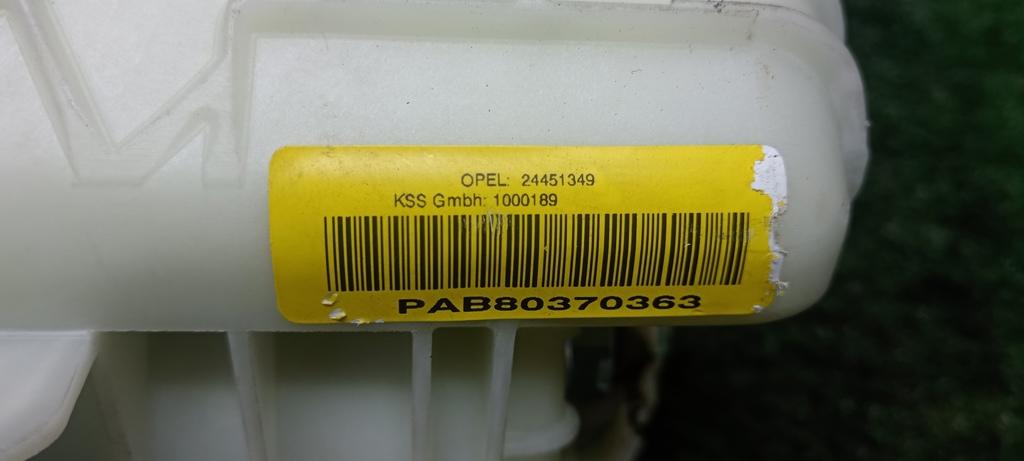 OPEL: 24451349
KSS Gmbh: 1000189
PAB80370363